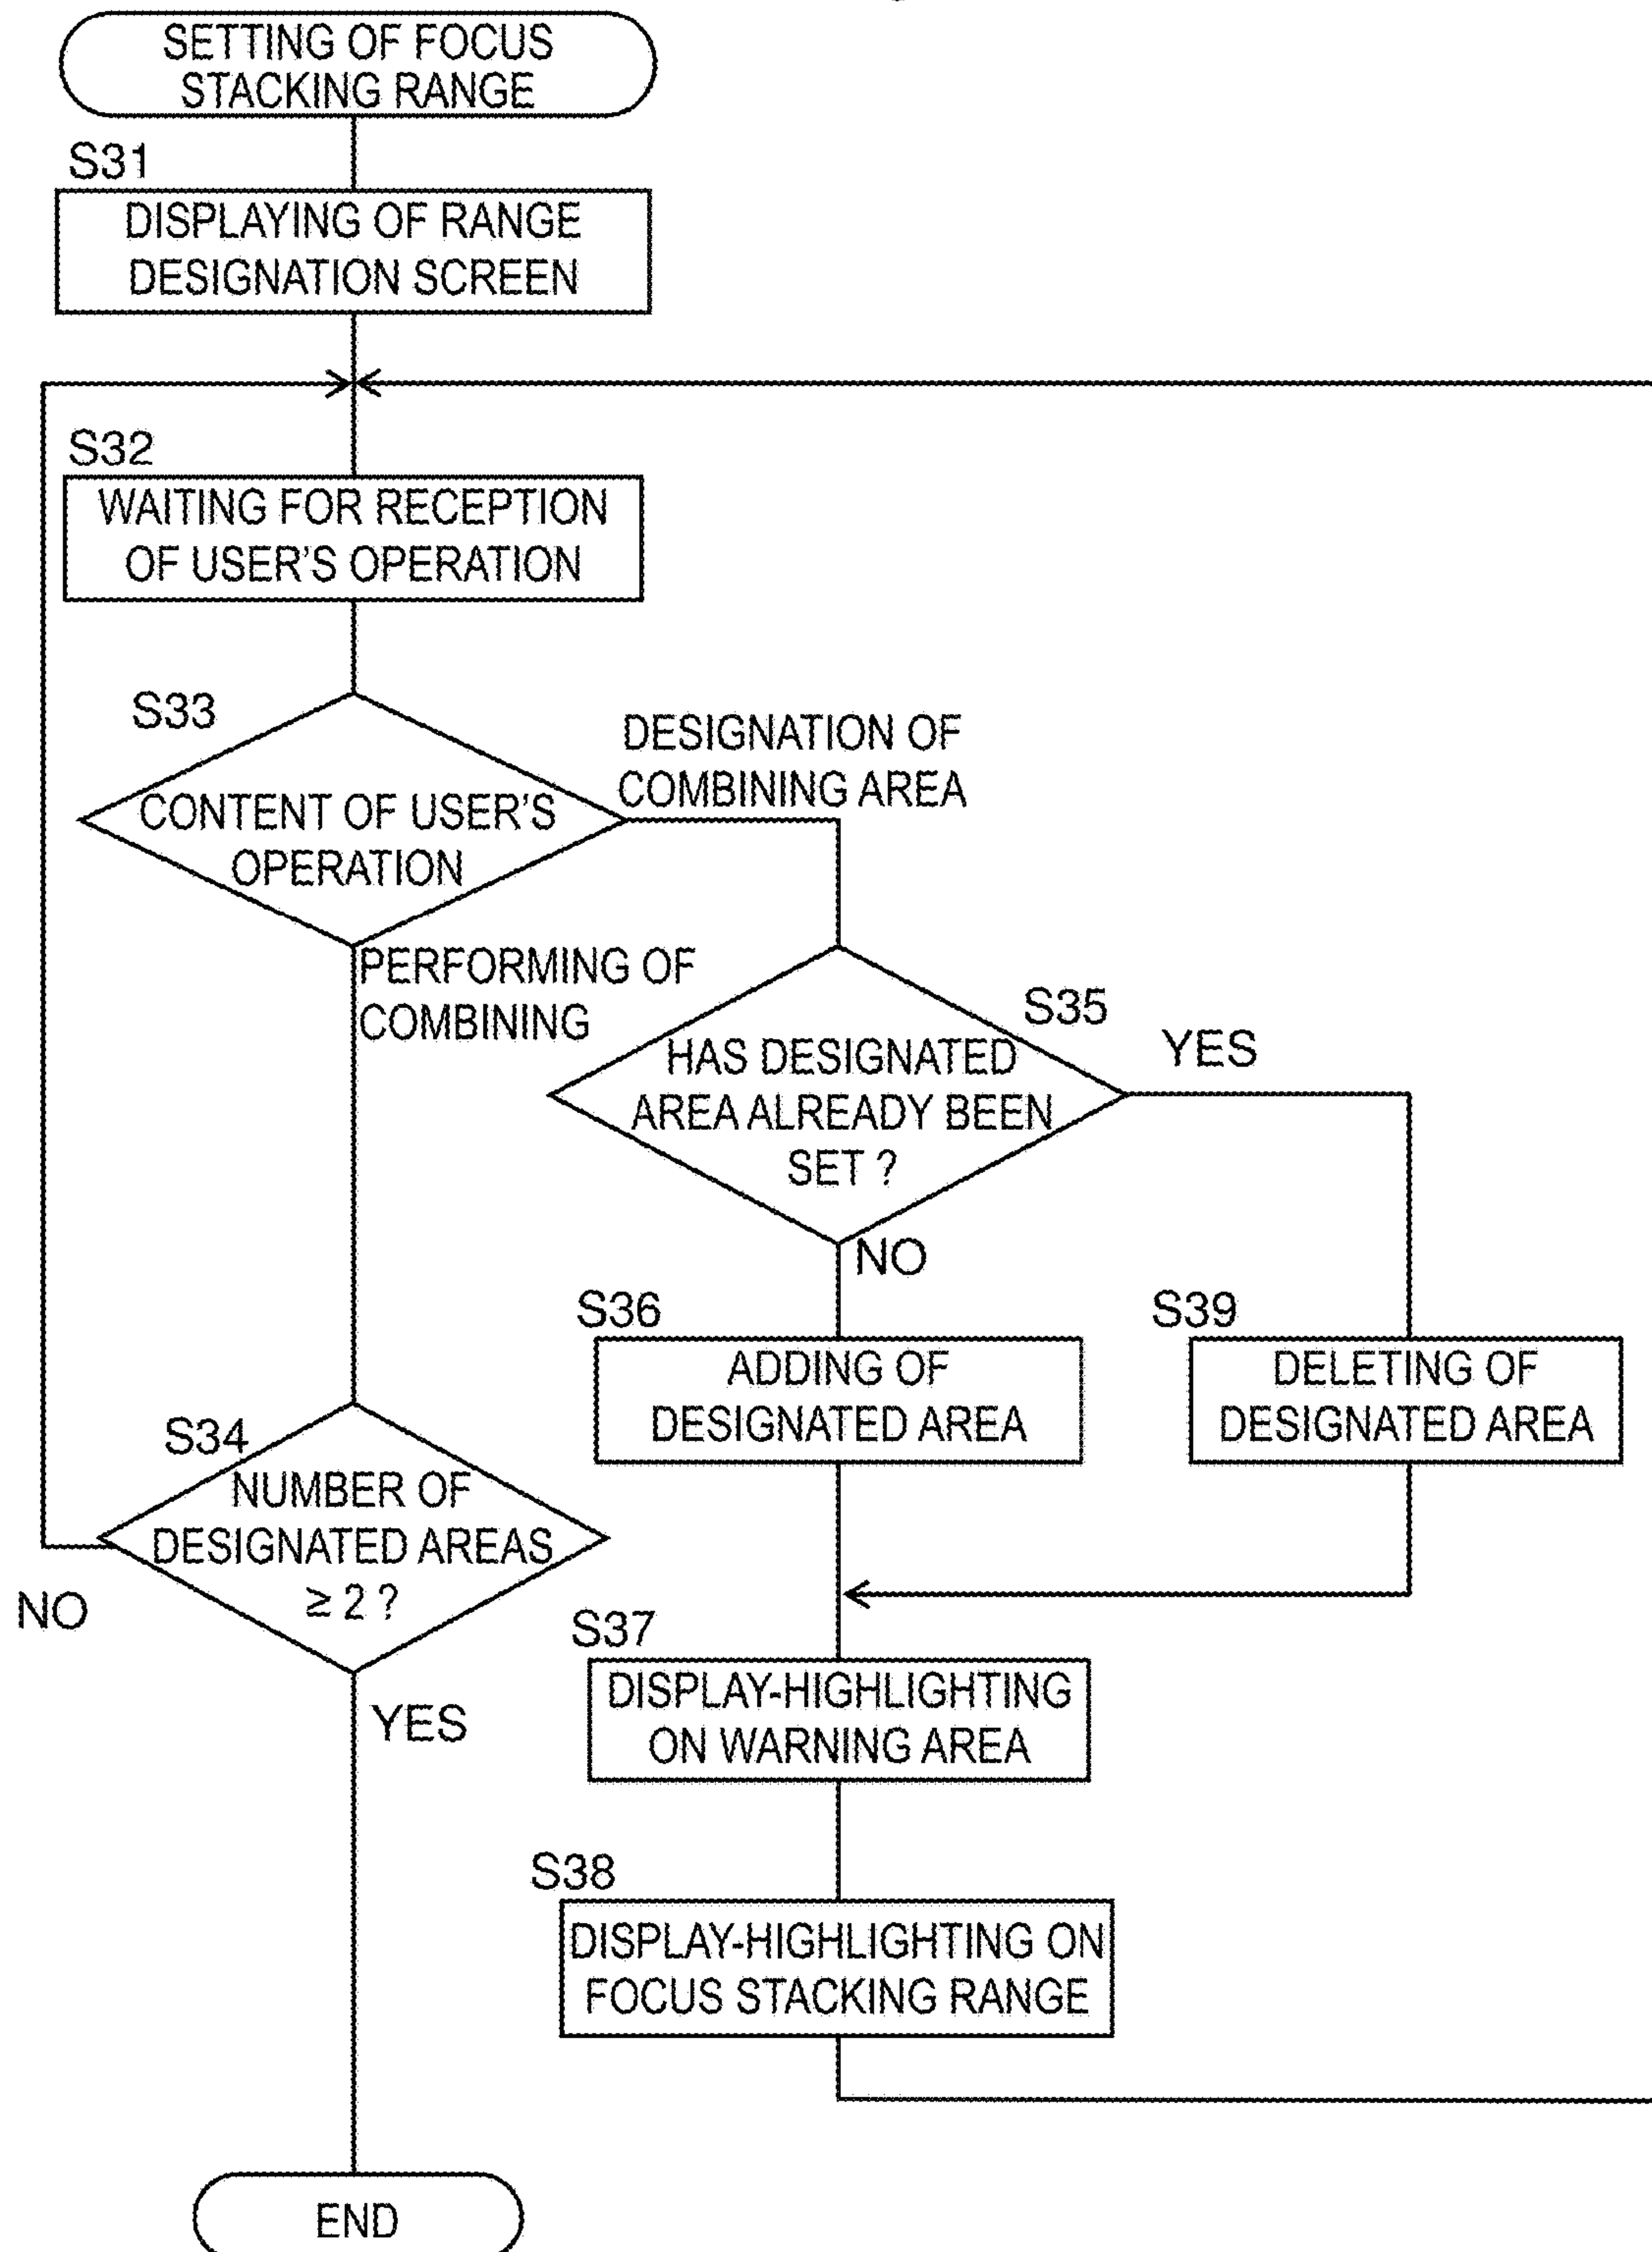 SETTING OF FOCUS
STACKING RANGE
S31
DISPLAYING OF RANGE
DESIGNATION SCREEN
S32
WAITING FOR RECEPTION
OF USER'S OPERATION
S33
CONTENT OF USER'S
OPERATION
DESIGNATION OF
COMBINING AREA
PERFORMING OF
COMBINING
S35
HAS DESIGNATED
AREA ALREADY BEEN
SET ?
YES
NO
S36
ADDING OF
DESIGNATED AREA
S39
DELETING OF
DESIGNATED AREA
S34
NUMBER OF
DESIGNATED AREAS
≥ 2 ?
NO
YES
S37
DISPLAY-HIGHLIGHTING
ON WARNING AREA
S38
DISPLAY-HIGHLIGHTING ON
FOCUS STACKING RANGE
END